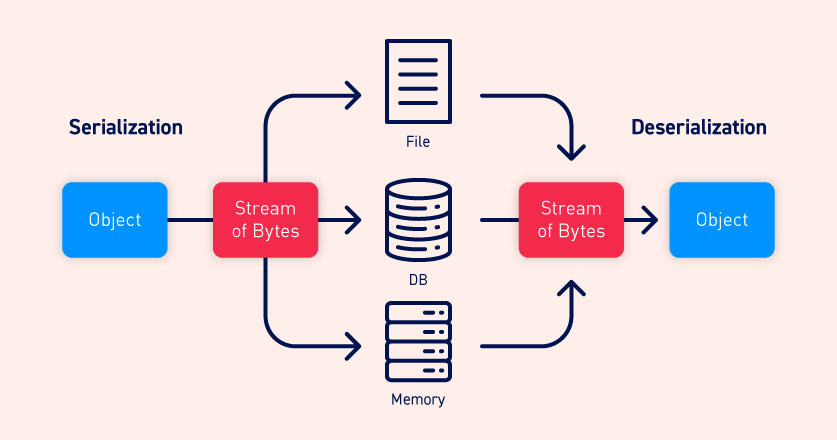 File
Serialization
Deserialization
Object
Stream
of Bytes
DB
Stream
of Bytes
Object
Memory